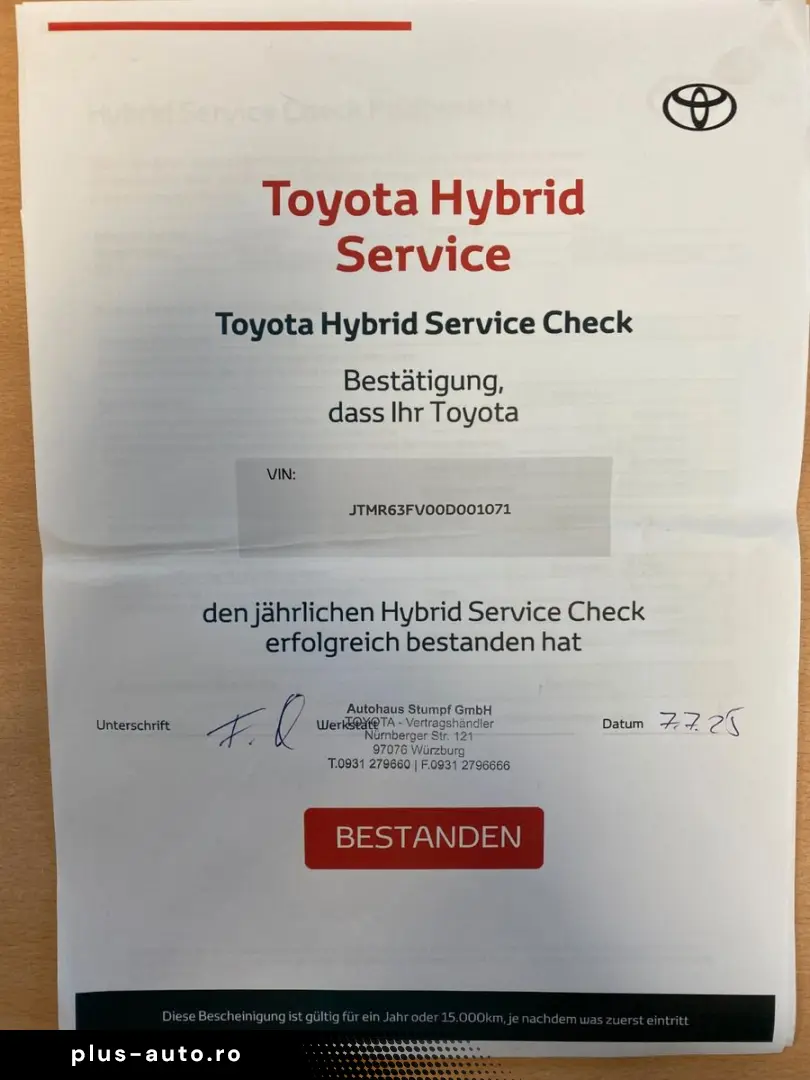 Toyota Hybrid
Service
Toyota Hybrid Service Check
Bestätigung,
dass Ihr Toyota
VIN:
JTMR63FV00D001071
den jährlichen Hybrid Service Check
erfolgreich bestanden hat
Unterschrift
F. Q
Werkstatt
Autohaus Stumpf GmbH
TOYOTA - Vertragshändler
Nürnberger Str. 121
97076 Würzburg
T.0931 279660 | F.0931 2796666
Datum 7.7.25
BESTANDEN
Diese Bescheinigung ist gültig für ein Jahr oder 15.000km, je nachdem was zuerst eintritt
plus-auto.ro